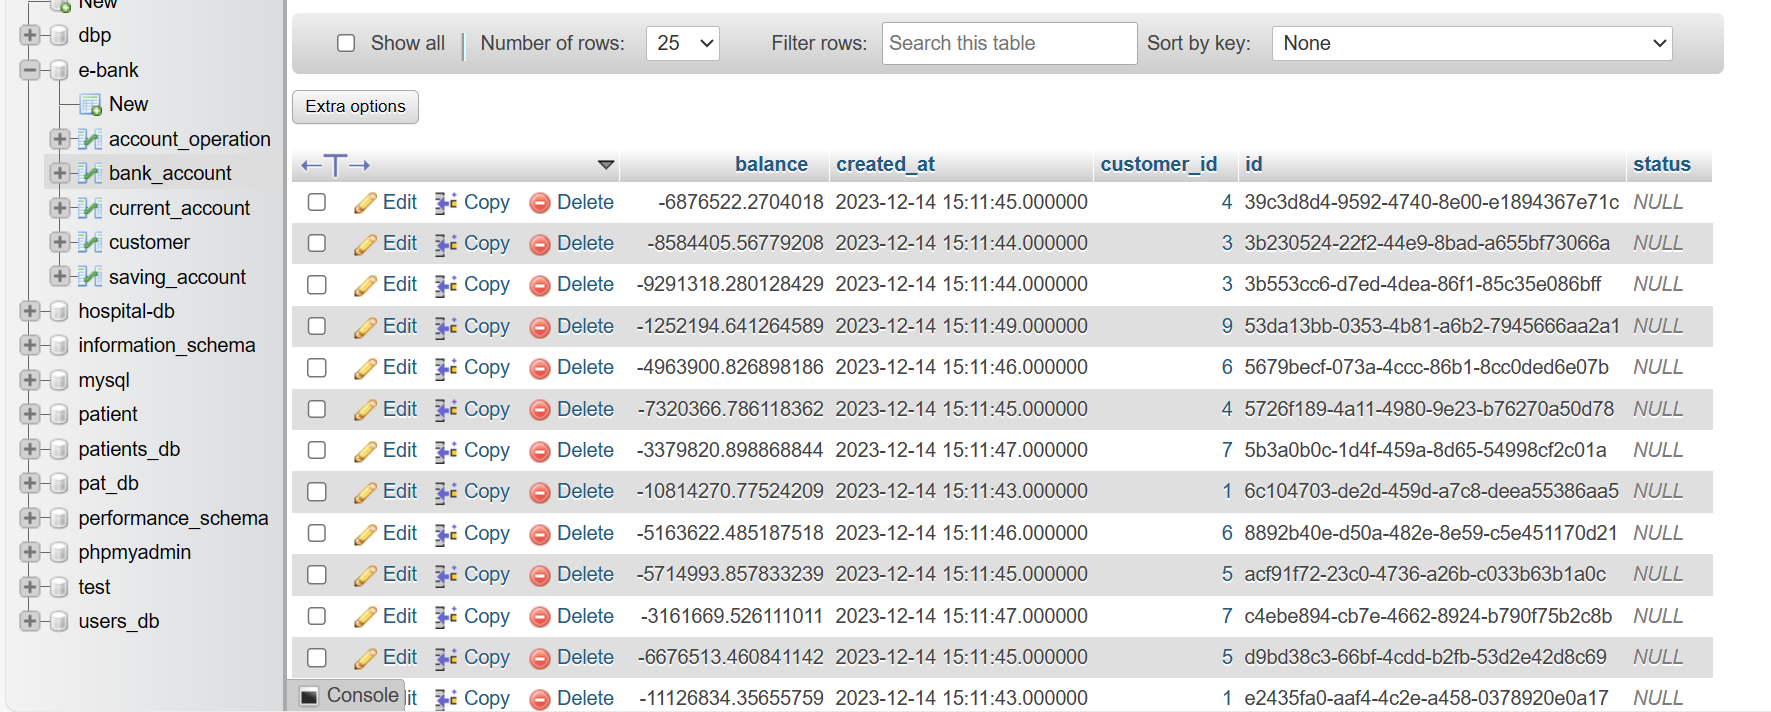 New
dbp
e-bank
New
account_operation
bank_account
current_account
customer
saving_account
hospital-db
information_schema
mysql
patient
patients_db
pat_db
performance_schema
phpmyadmin
test
users_db
Show all Number of rows: 25 Filter rows: Search this table Sort by key: None
Extra options
←T→ balance created_at customer_id id status
Edit Copy Delete -6876522.2704018 2023-12-14 15:11:45.000000 4 39c3d8d4-9592-4740-8e00-e1894367e71c NULL
Edit Copy Delete -8584405.56779208 2023-12-14 15:11:44.000000 3 3b230524-22f2-44e9-8bad-a655bf73066a NULL
Edit Copy Delete -9291318.280128429 2023-12-14 15:11:44.000000 3 3b553cc6-d7ed-4dea-86f1-85c35e086bff NULL
Edit Copy Delete -1252194.641264589 2023-12-14 15:11:49.000000 9 53da13bb-0353-4b81-a6b2-7945666aa2a1 NULL
Edit Copy Delete -4963900.826898186 2023-12-14 15:11:46.000000 6 5679becf-073a-4ccc-86b1-8cc0ded6e07b NULL
Edit Copy Delete -7320366.786118362 2023-12-14 15:11:45.000000 4 5726f189-4a11-4980-9e23-b76270a50d78 NULL
Edit Copy Delete -3379820.898868844 2023-12-14 15:11:47.000000 7 5b3a0b0c-1d4f-459a-8d65-54998cf2c01a NULL
Edit Copy Delete -10814270.77524209 2023-12-14 15:11:43.000000 1 6c104703-de2d-459d-a7c8-deea55386aa5 NULL
Edit Copy Delete -5163622.485187518 2023-12-14 15:11:46.000000 6 8892b40e-d50a-482e-8e59-c5e451170d21 NULL
Edit Copy Delete -5714993.857833239 2023-12-14 15:11:45.000000 5 acf91f72-23c0-4736-a26b-c033b63b1a0c NULL
Edit Copy Delete -3161669.526111011 2023-12-14 15:11:47.000000 7 c4ebe894-cb7e-4662-8924-b790f75b2c8b NULL
Edit Copy Delete -6676513.460841142 2023-12-14 15:11:45.000000 5 d9bd38c3-66bf-4cdd-b2fb-53d2e42d8c69 NULL
Console it Copy Delete -11126834.35655759 2023-12-14 15:11:43.000000 1 e2435fa0-aaf4-4c2e-a458-0378920e0a17 NULL